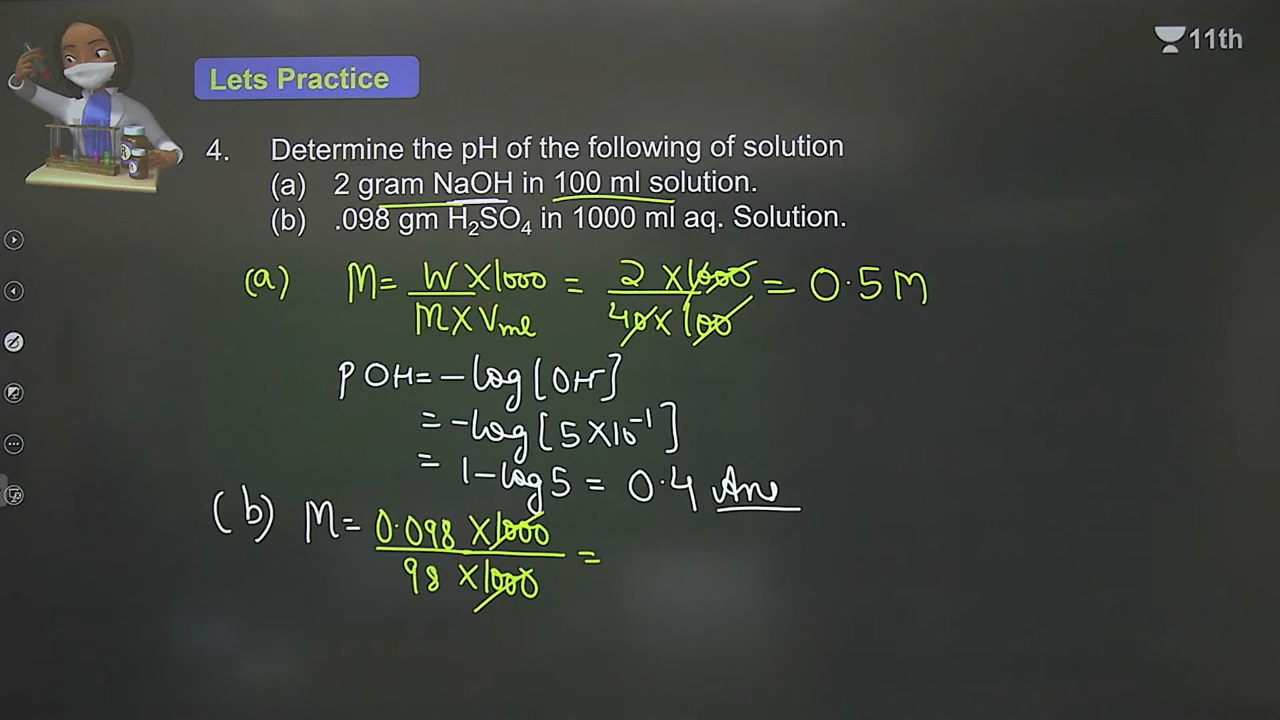 11th
Lets Practice
4. Determine the pH of the following of solution
(a) 2 gram NaOH in 100 ml solution.
(b) .098 gm H₂SO₄ in 1000 ml aq. Solution.
(a) M = W X 1000 / M X Vml = 2 X 1000 / 40 X 100 = 0.5 M
POH = -log[OH-]
= -log[5 X 10⁻¹]
= 1 - log5 = 0.4 Ans
(b) M = 0.098 X 1000 / 98 X 1000 =